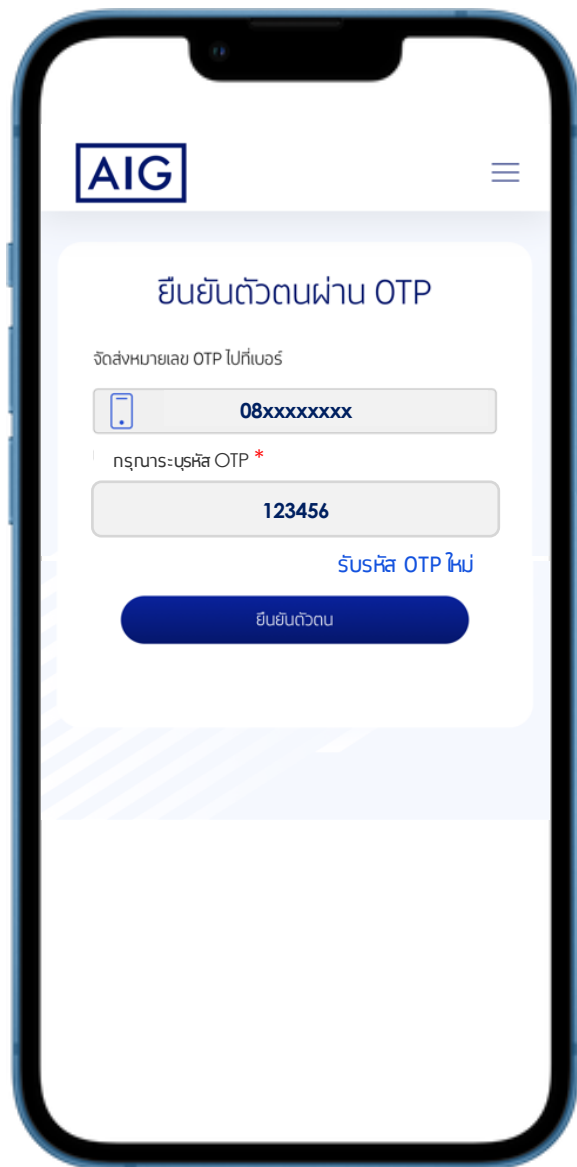 AIG
ยืนยันตัวตนผ่าน OTP
จัดส่งหมายเลข OTP ไปที่เบอร์
08xxxxxxxx
กรุณาระบุรหัส OTP *
123456
รับรหัส OTP ใหม่
ยืนยันตัวตน